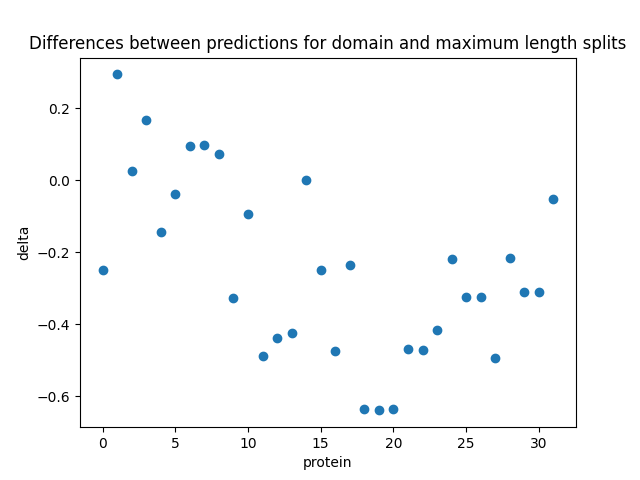 Differences between predictions for domain and maximum length splits
0.2
0.0
−0.2
−0.4
−0.6
delta
0 5 10 15 20 25 30
protein